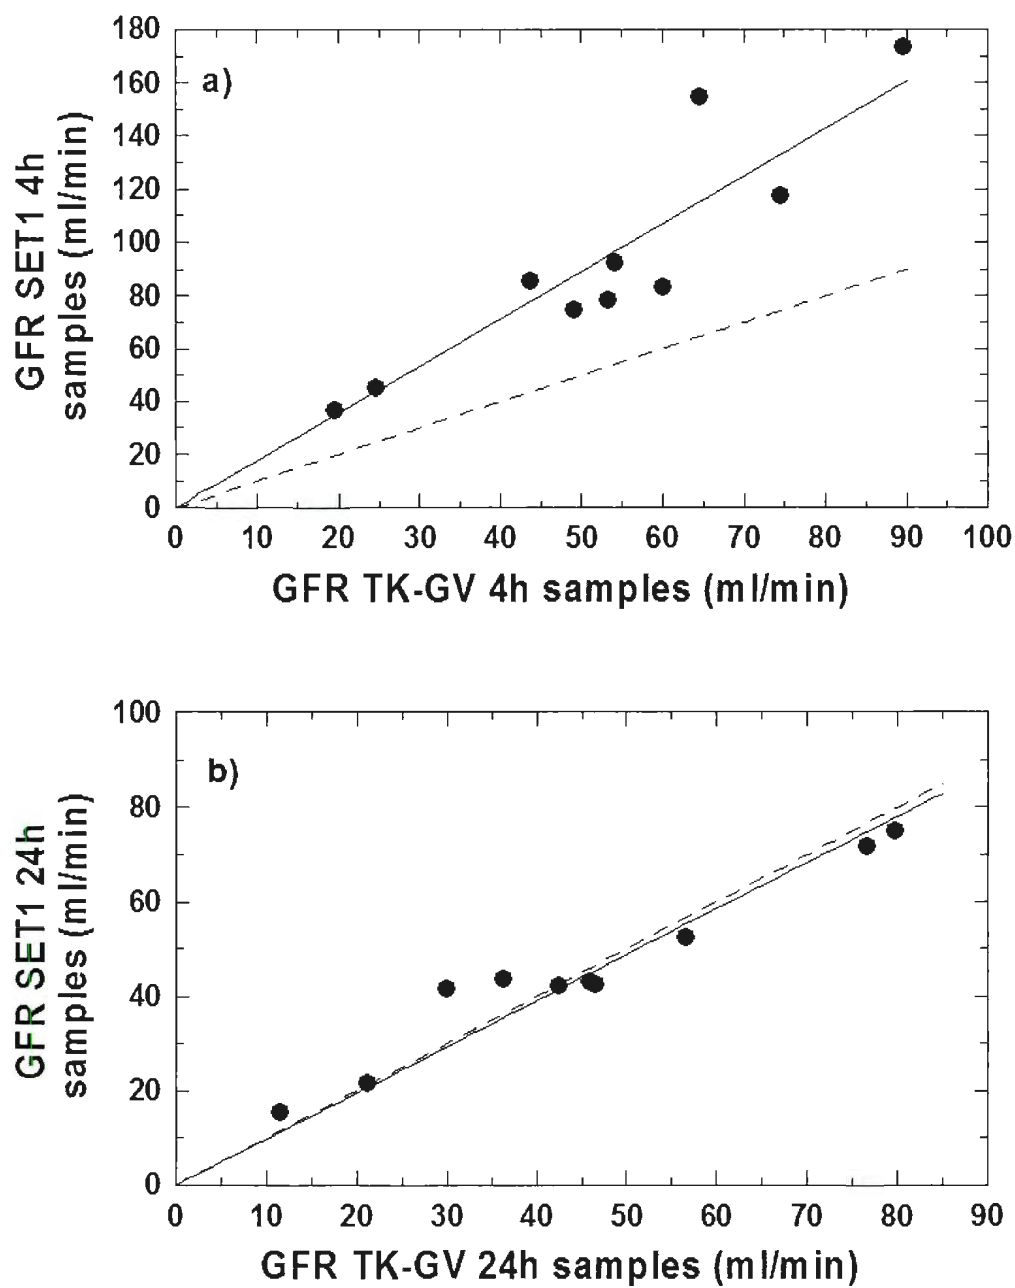 a)
GFR SET1 4h
samples (ml/min)
180
160
140
120
100
80
60
40
20
0
0 10 20 30 40 50 60 70 80 90 100
GFR TK-GV 4h samples (ml/min)
b)
GFR SET1 24h
samples (ml/min)
100
80
60
40
20
0
0 10 20 30 40 50 60 70 80 90
GFR TK-GV 24h samples (ml/min)